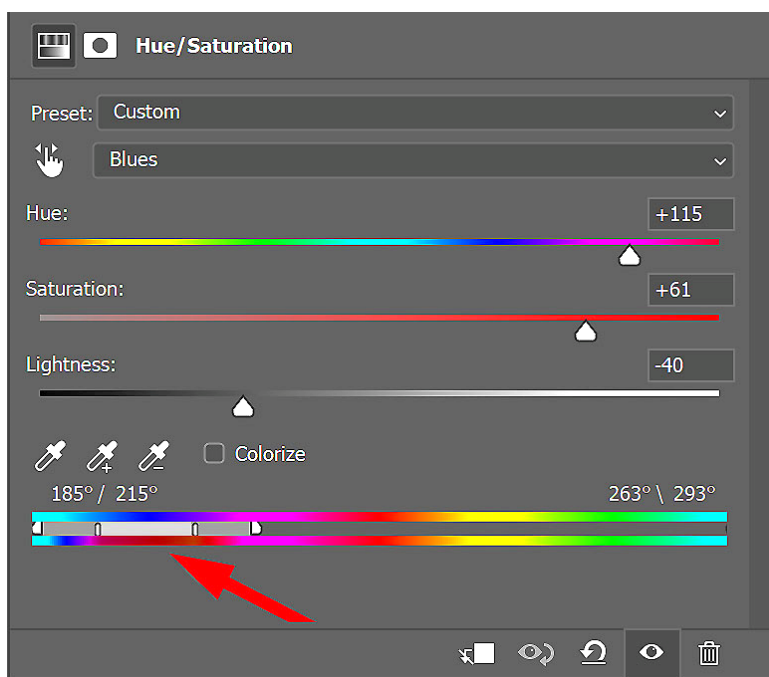 Hue/Saturation
Preset: Custom
Blues
Hue: +115
Saturation: +61
Lightness: -40
Colorize
185° / 215° 263° \ 293°